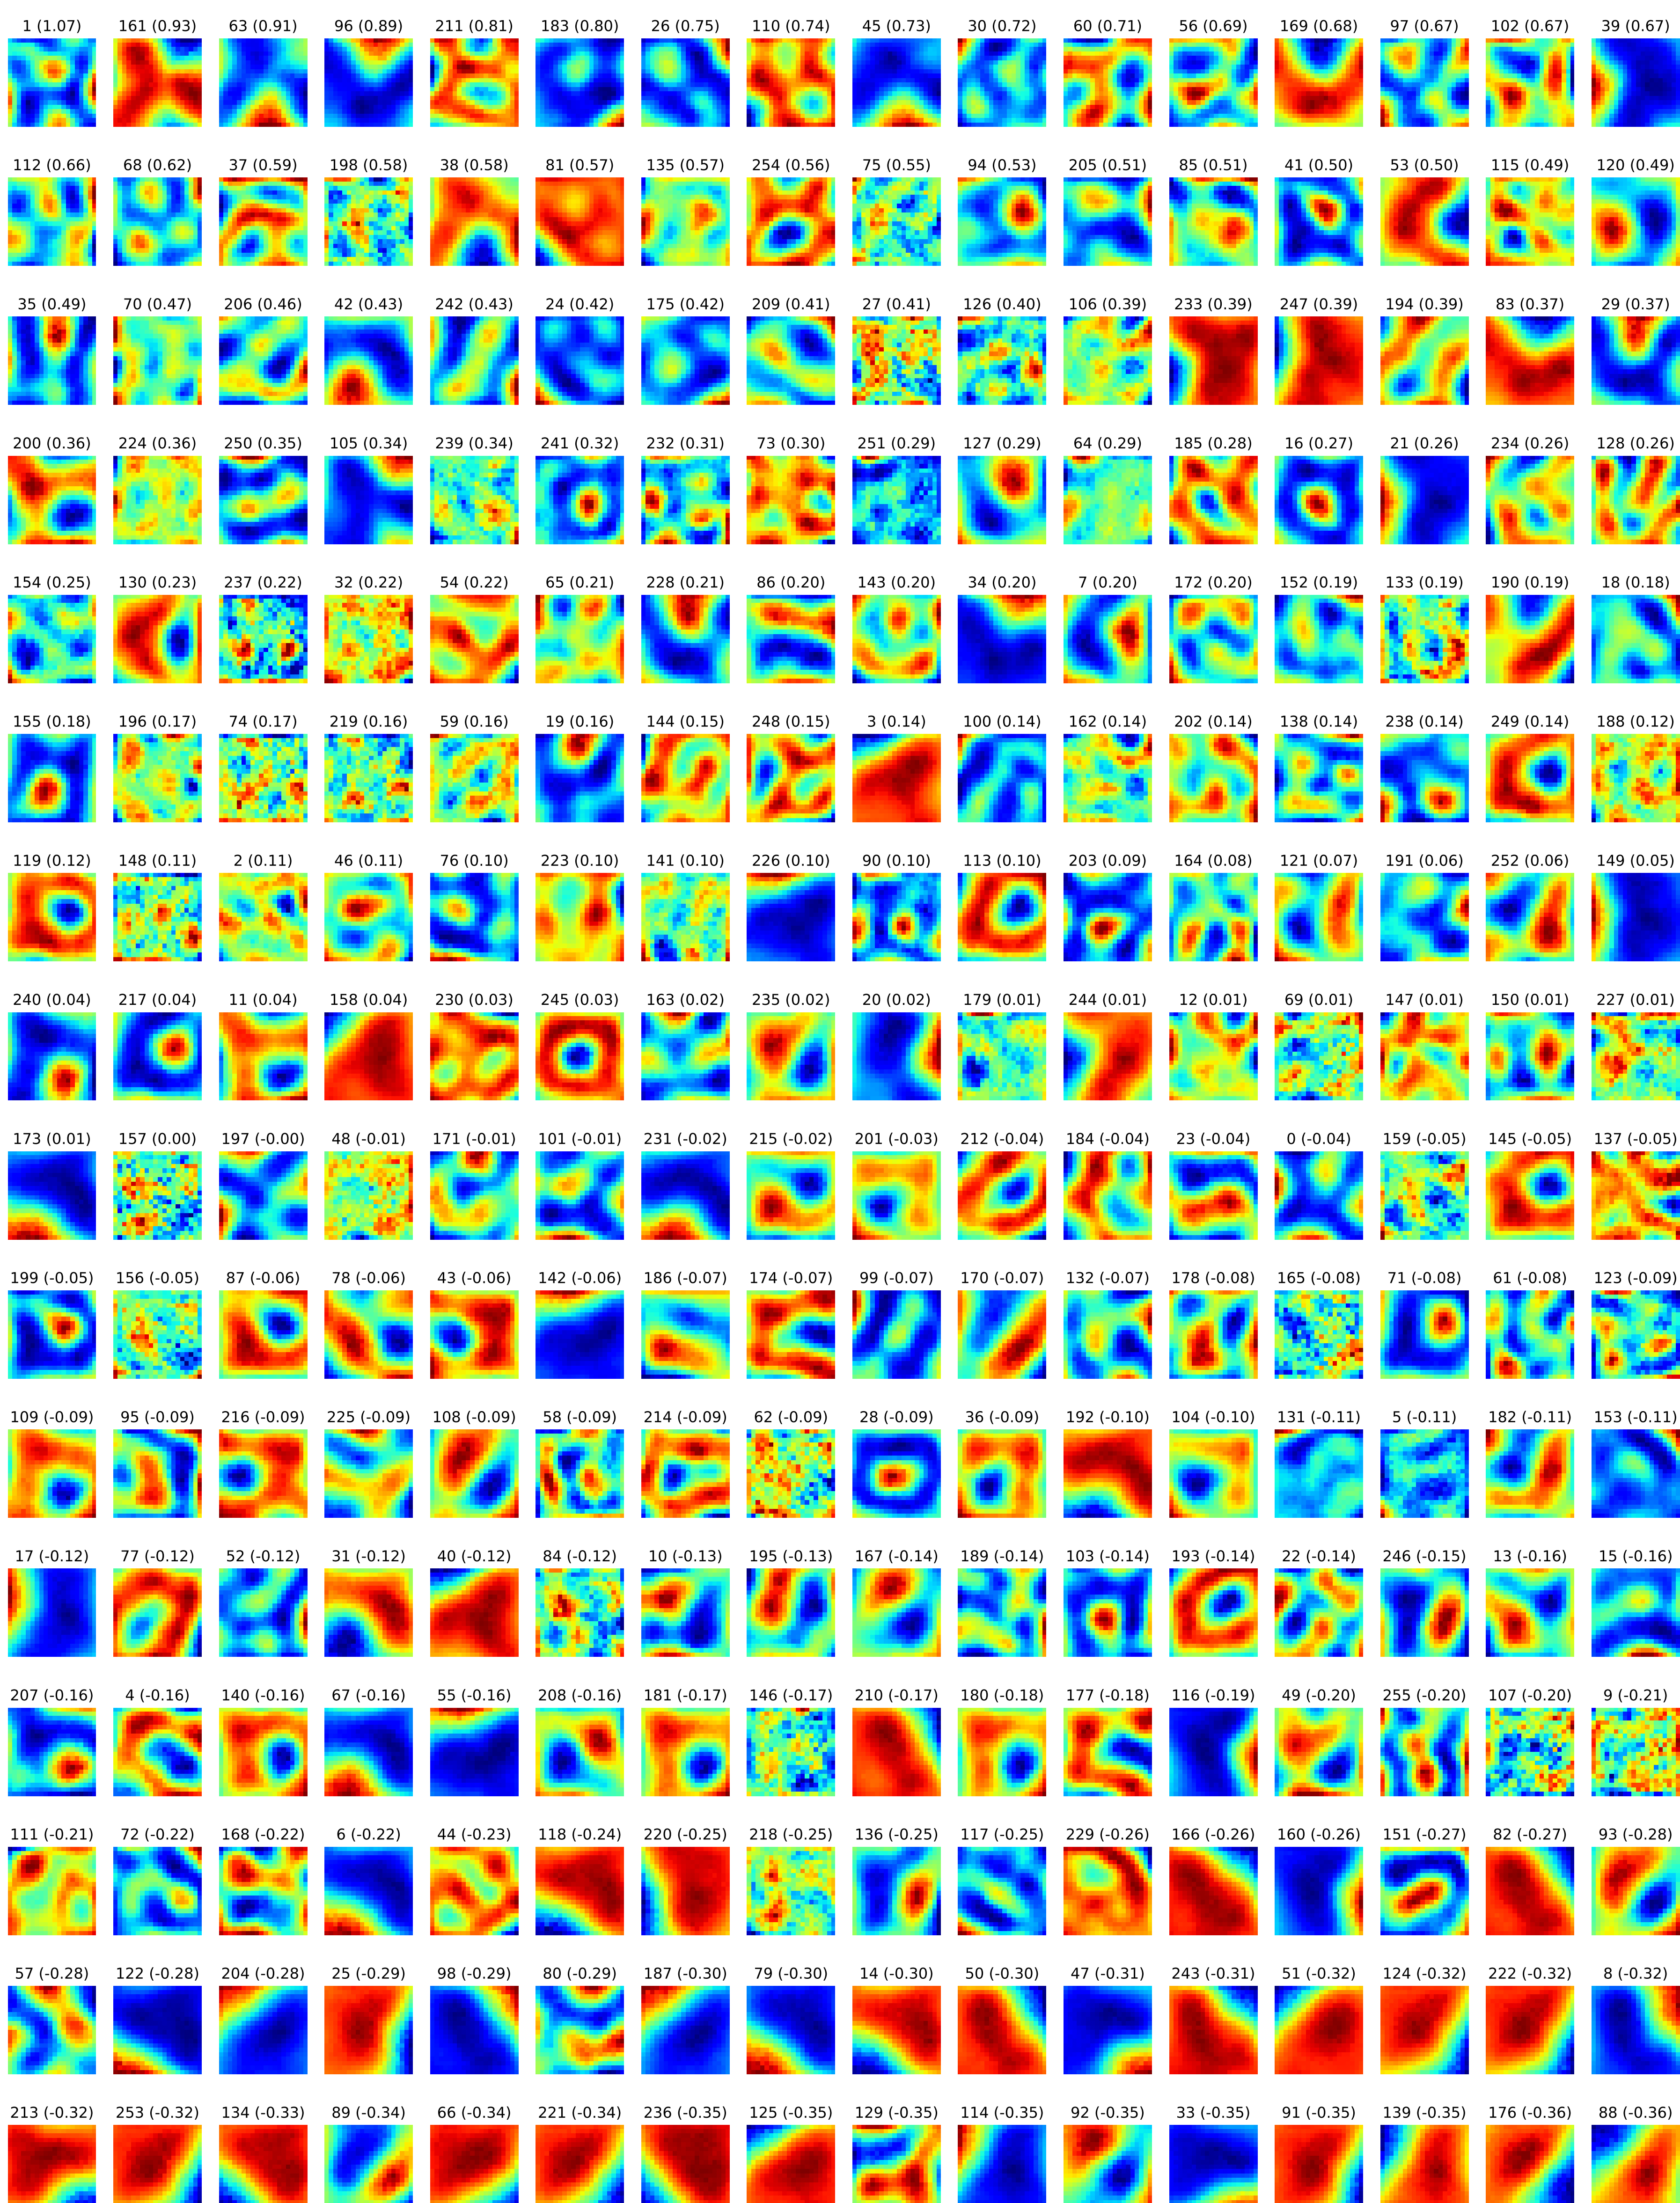 1 (1.07) 161 (0.93) 63 (0.91) 96 (0.89) 211 (0.81) 183 (0.80) 26 (0.75) 110 (0.74) 45 (0.73) 30 (0.72) 60 (0.71) 56 (0.69) 169 (0.68) 97 (0.67) 102 (0.67) 39 (0.67)
112 (0.66) 68 (0.62) 37 (0.59) 198 (0.58) 38 (0.58) 81 (0.57) 135 (0.57) 254 (0.56) 75 (0.55) 94 (0.53) 205 (0.51) 85 (0.51) 41 (0.50) 53 (0.50) 115 (0.49) 120 (0.49)
35 (0.49) 70 (0.47) 206 (0.46) 42 (0.43) 242 (0.43) 24 (0.42) 175 (0.42) 209 (0.41) 27 (0.41) 126 (0.40) 106 (0.39) 233 (0.39) 247 (0.39) 194 (0.39) 83 (0.37) 29 (0.37)
200 (0.36) 224 (0.36) 250 (0.35) 105 (0.34) 239 (0.34) 241 (0.32) 232 (0.31) 73 (0.30) 251 (0.29) 127 (0.29) 64 (0.29) 185 (0.28) 16 (0.27) 21 (0.26) 234 (0.26) 128 (0.26)
154 (0.25) 130 (0.23) 237 (0.22) 32 (0.22) 54 (0.22) 65 (0.21) 228 (0.21) 86 (0.20) 143 (0.20) 34 (0.20) 7 (0.20) 172 (0.20) 152 (0.19) 133 (0.19) 190 (0.19) 18 (0.18)
155 (0.18) 196 (0.17) 74 (0.17) 219 (0.16) 59 (0.16) 19 (0.16) 144 (0.15) 248 (0.15) 3 (0.14) 100 (0.14) 162 (0.14) 202 (0.14) 138 (0.14) 238 (0.14) 249 (0.14) 188 (0.12)
119 (0.12) 148 (0.11) 2 (0.11) 46 (0.11) 76 (0.10) 223 (0.10) 141 (0.10) 226 (0.10) 90 (0.10) 113 (0.10) 203 (0.09) 164 (0.08) 121 (0.07) 191 (0.06) 252 (0.06) 149 (0.05)
240 (0.04) 217 (0.04) 11 (0.04) 158 (0.04) 230 (0.03) 245 (0.03) 163 (0.02) 235 (0.02) 20 (0.02) 179 (0.01) 244 (0.01) 12 (0.01) 69 (0.01) 147 (0.01) 150 (0.01) 227 (0.01)
173 (0.01) 157 (0.00) 197 (-0.00) 48 (-0.01) 171 (-0.01) 101 (-0.01) 231 (-0.02) 215 (-0.02) 201 (-0.03) 212 (-0.04) 184 (-0.04) 23 (-0.04) 0 (-0.04) 159 (-0.05) 145 (-0.05) 137 (-0.05)
199 (-0.05) 156 (-0.05) 87 (-0.06) 78 (-0.06) 43 (-0.06) 142 (-0.06) 186 (-0.07) 174 (-0.07) 99 (-0.07) 170 (-0.07) 132 (-0.07) 178 (-0.08) 165 (-0.08) 71 (-0.08) 61 (-0.08) 123 (-0.09)
109 (-0.09) 95 (-0.09) 216 (-0.09) 225 (-0.09) 108 (-0.09) 58 (-0.09) 214 (-0.09) 62 (-0.09) 28 (-0.09) 36 (-0.09) 192 (-0.10) 104 (-0.10) 131 (-0.11) 5 (-0.11) 182 (-0.11) 153 (-0.11)
17 (-0.12) 77 (-0.12) 52 (-0.12) 31 (-0.12) 40 (-0.12) 84 (-0.12) 10 (-0.13) 195 (-0.13) 167 (-0.14) 189 (-0.14) 103 (-0.14) 193 (-0.14) 22 (-0.14) 246 (-0.15) 13 (-0.16) 15 (-0.16)
207 (-0.16) 4 (-0.16) 140 (-0.16) 67 (-0.16) 55 (-0.16) 208 (-0.16) 181 (-0.17) 146 (-0.17) 210 (-0.17) 180 (-0.18) 177 (-0.18) 116 (-0.19) 49 (-0.20) 255 (-0.20) 107 (-0.20) 9 (-0.21)
111 (-0.21) 72 (-0.22) 168 (-0.22) 6 (-0.22) 44 (-0.23) 118 (-0.24) 220 (-0.25) 218 (-0.25) 136 (-0.25) 117 (-0.25) 229 (-0.26) 166 (-0.26) 160 (-0.26) 151 (-0.27) 82 (-0.27) 93 (-0.28)
57 (-0.28) 122 (-0.28) 204 (-0.28) 25 (-0.29) 98 (-0.29) 80 (-0.29) 187 (-0.30) 79 (-0.30) 14 (-0.30) 50 (-0.30) 47 (-0.31) 243 (-0.31) 51 (-0.32) 124 (-0.32) 222 (-0.32) 8 (-0.32)
213 (-0.32) 253 (-0.32) 134 (-0.33) 89 (-0.34) 66 (-0.34) 221 (-0.34) 236 (-0.35) 125 (-0.35) 129 (-0.35) 114 (-0.35) 92 (-0.35) 33 (-0.35) 91 (-0.35) 139 (-0.35) 176 (-0.36) 88 (-0.36)